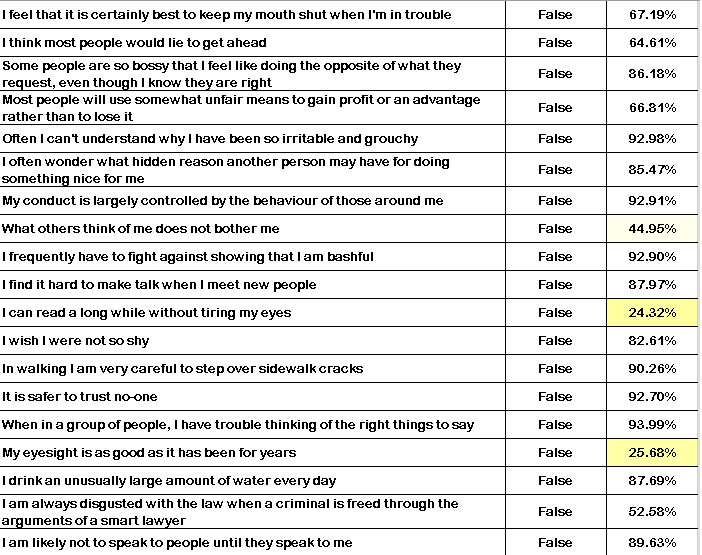 I feel that it is certainly best to keep my mouth shut when I'm in trouble False 67.19%
I think most people would lie to get ahead False 64.61%
Some people are so bossy that I feel like doing the opposite of what they
request, even though I know they are right False 86.18%
Most people will use somewhat unfair means to gain profit or an advantage
rather than to lose it False 66.81%
Often I can't understand why I have been so irritable and grouchy False 92.98%
I often wonder what hidden reason another person may have for doing
something nice for me False 85.47%
My conduct is largely controlled by the behaviour of those around me False 92.91%
What others think of me does not bother me False 44.95%
I frequently have to fight against showing that I am bashful False 92.90%
I find it hard to make talk when I meet new people False 87.97%
I can read a long while without tiring my eyes False 24.32%
I wish I were not so shy False 82.61%
In walking I am very careful to step over sidewalk cracks False 90.26%
It is safer to trust no-one False 92.70%
When in a group of people, I have trouble thinking of the right things to say False 93.99%
My eyesight is as good as it has been for years False 25.68%
I drink an unusually large amount of water every day False 87.69%
I am always disgusted with the law when a criminal is freed through the
arguments of a smart lawyer False 52.58%
I am likely not to speak to people until they speak to me False 89.63%